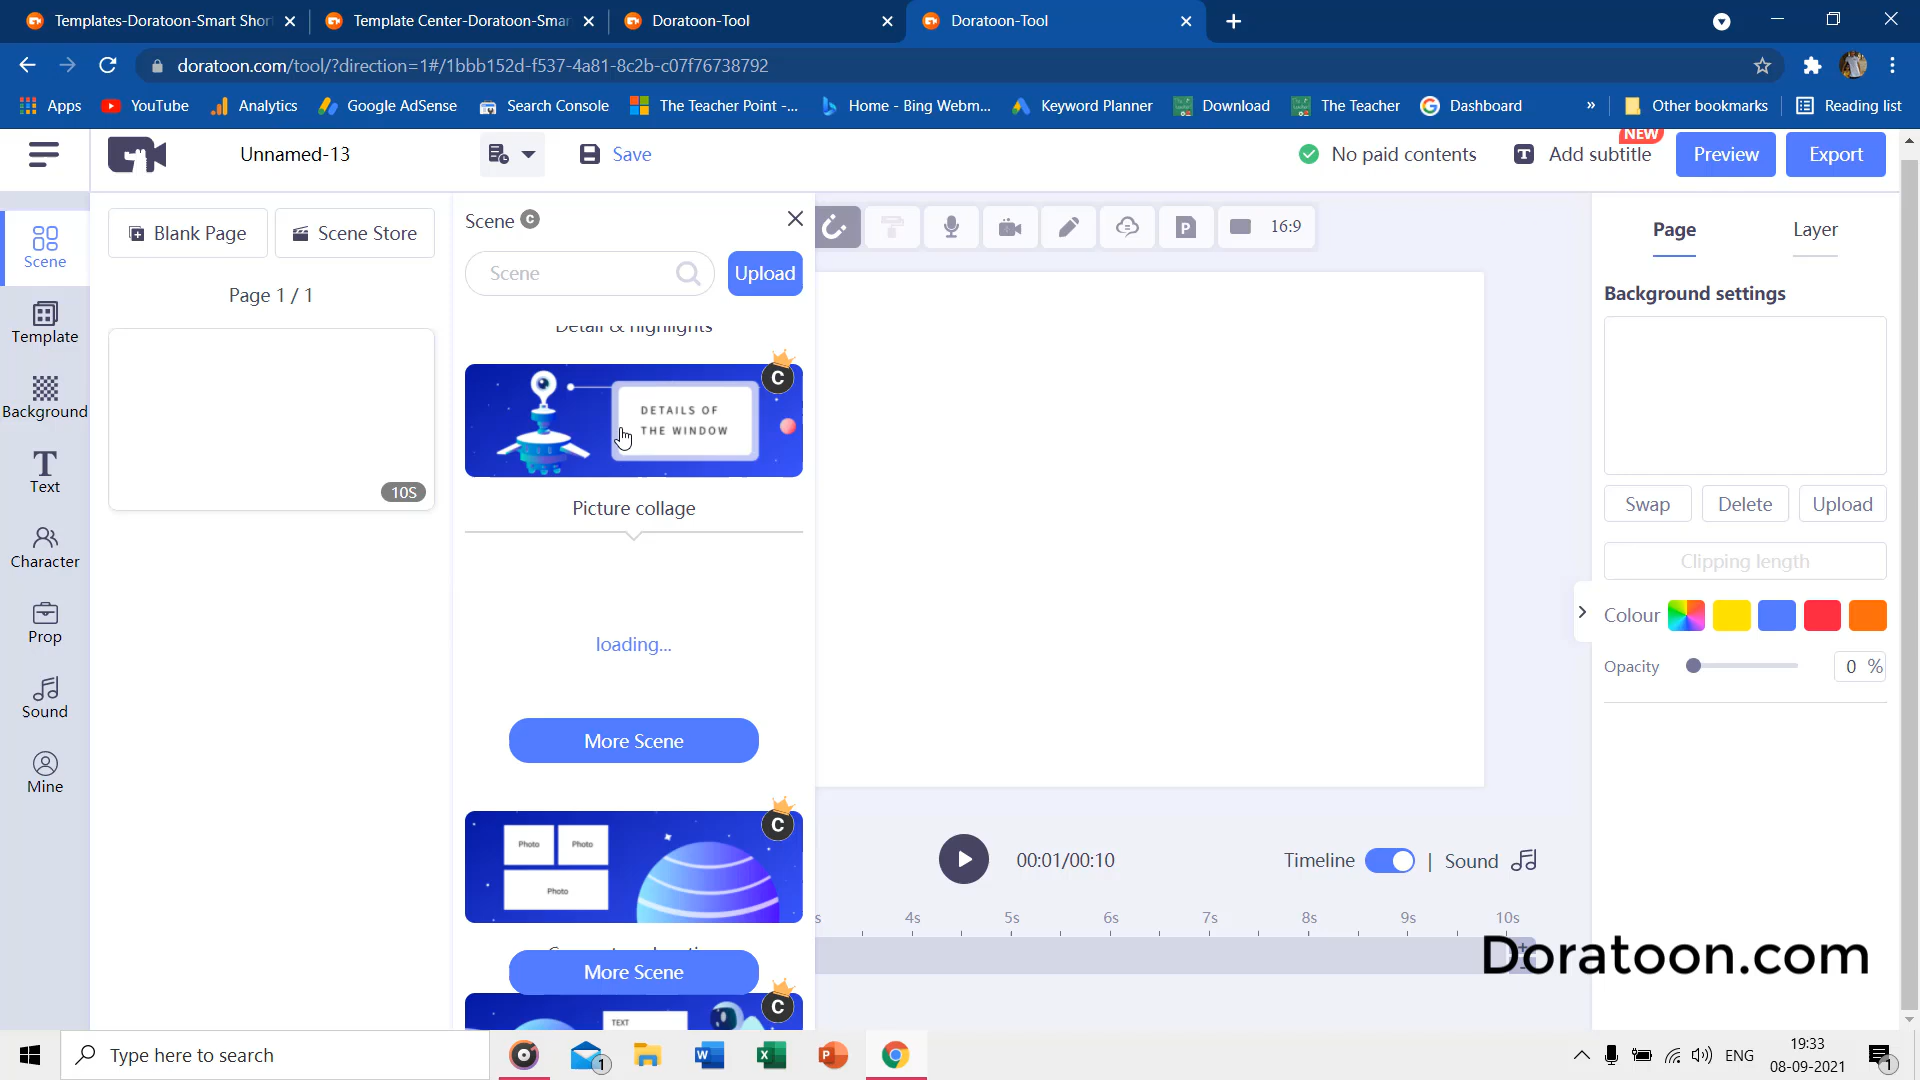 Templates-Doratoon-Smart Shor
Template Center-Doratoon-Smar
Doratoon-Tool
Doratoon-Tool
doratoon.com/tool/?direction=1#/1bbb152d-f537-4a81-8c2b-c07f76738792
Apps
YouTube
Analytics
Google AdSense
Search Console
The Teacher Point -...
Home - Bing Webm...
Keyword Planner
Download
The Teacher
Dashboard
»
Other bookmarks
Reading list
Unnamed-13
Save
No paid contents
Add subtitle
NEW
Preview
Export
Scene
Template
Background
Text
Character
Prop
Sound
Mine
Blank Page
Scene Store
Page 1 / 1
10S
Scene C
Scene
Upload
Detail & highlights
C
DETAILS OF
THE WINDOW
Picture collage
loading...
More Scene
C
Photo
Photo
Photo
More Scene
C
TEXT
16:9
00:01/00:10
Timeline
|
Sound
s
4s
5s
6s
7s
8s
9s
10s
Page
Layer
Background settings
Swap
Delete
Upload
Clipping length
Colour
Opacity
0 %
Doratoon.com
Type here to search
1
ENG
19:33
08-09-2021
1